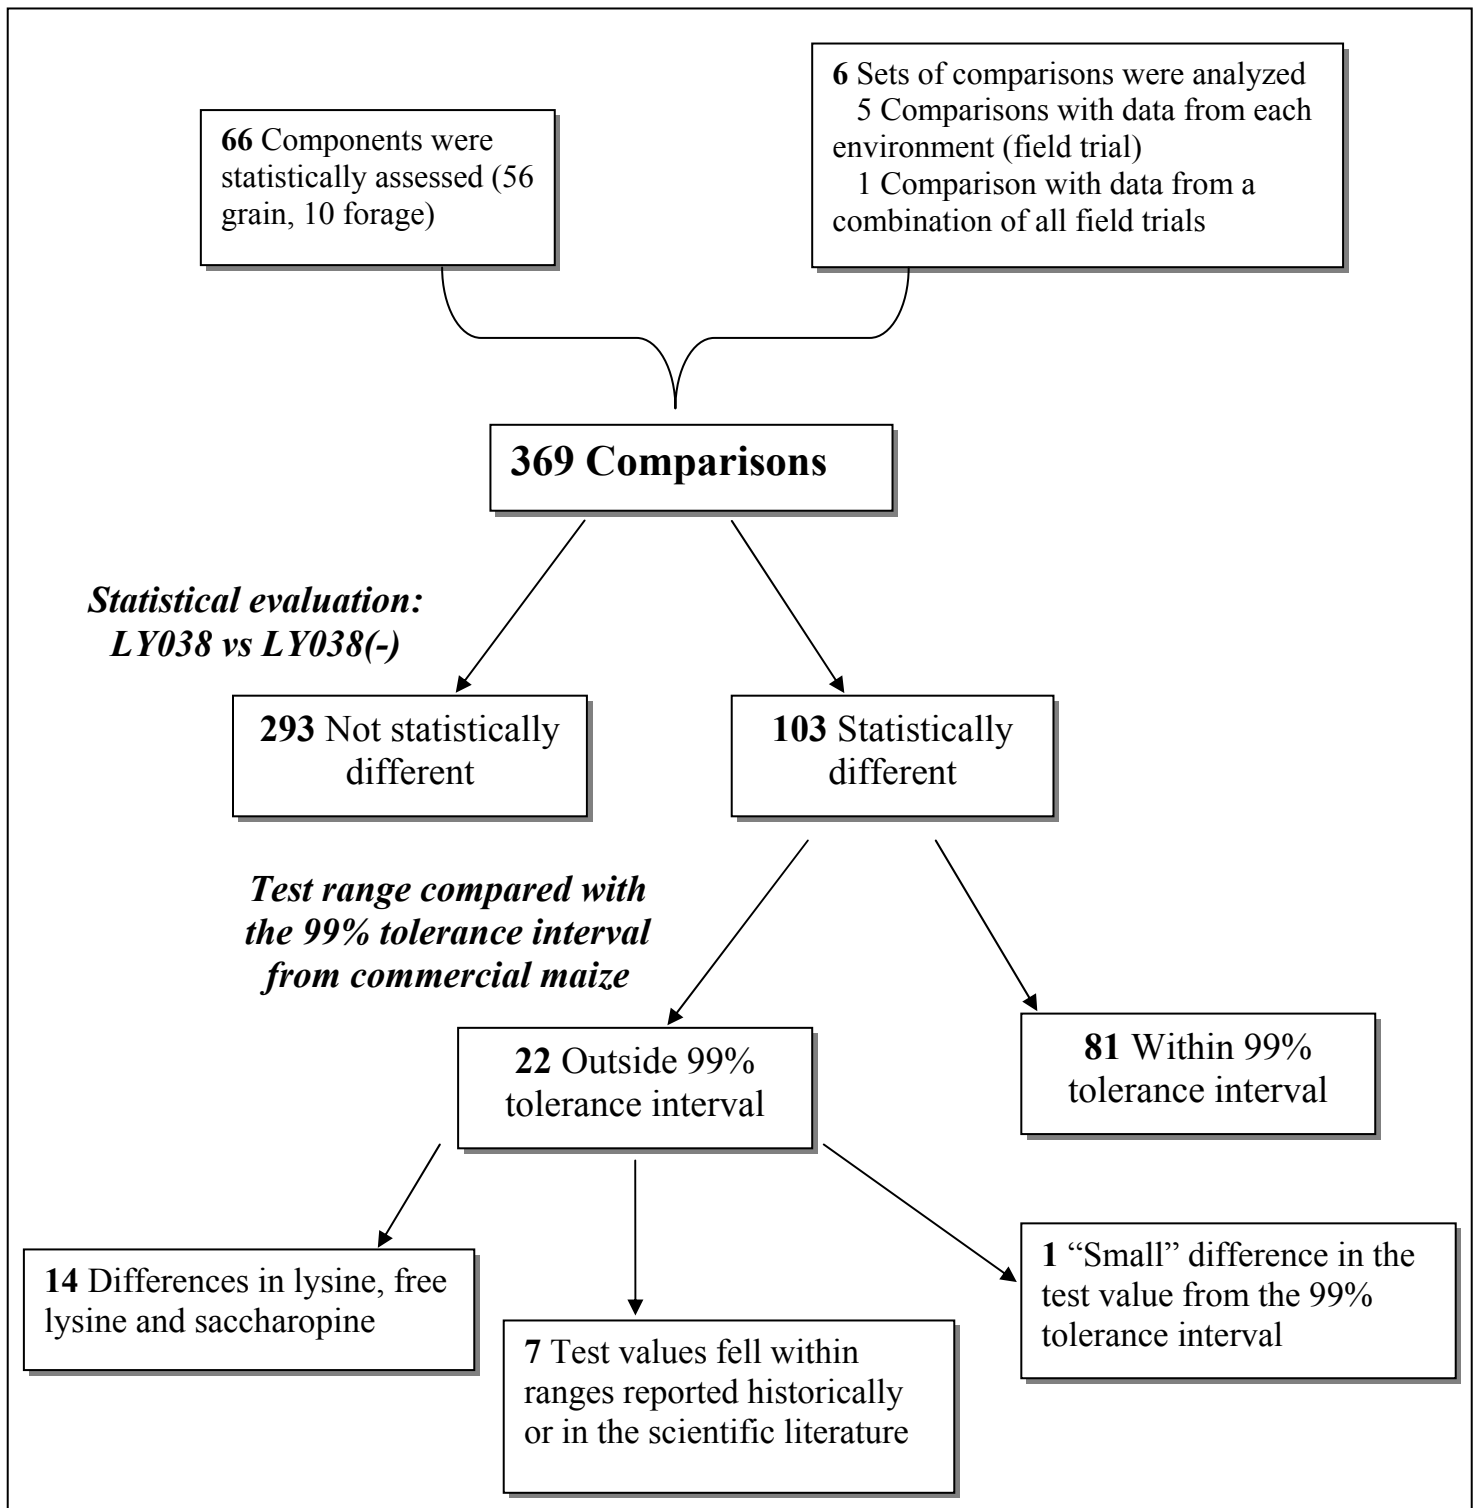 66 Components were
statistically assessed (56
grain, 10 forage)
6 Sets of comparisons were analyzed
5 Comparisons with data from each
environment (field trial)
1 Comparison with data from a
combination of all field trials
369 Comparisons
Statistical evaluation:
LY038 vs LY038(-)
293 Not statistically
different
103 Statistically
different
Test range compared with
the 99% tolerance interval
from commercial maize
22 Outside 99%
tolerance interval
81 Within 99%
tolerance interval
14 Differences in lysine, free
lysine and saccharopine
7 Test values fell within
ranges reported historically
or in the scientific literature
1 “Small” difference in the
test value from the 99%
tolerance interval